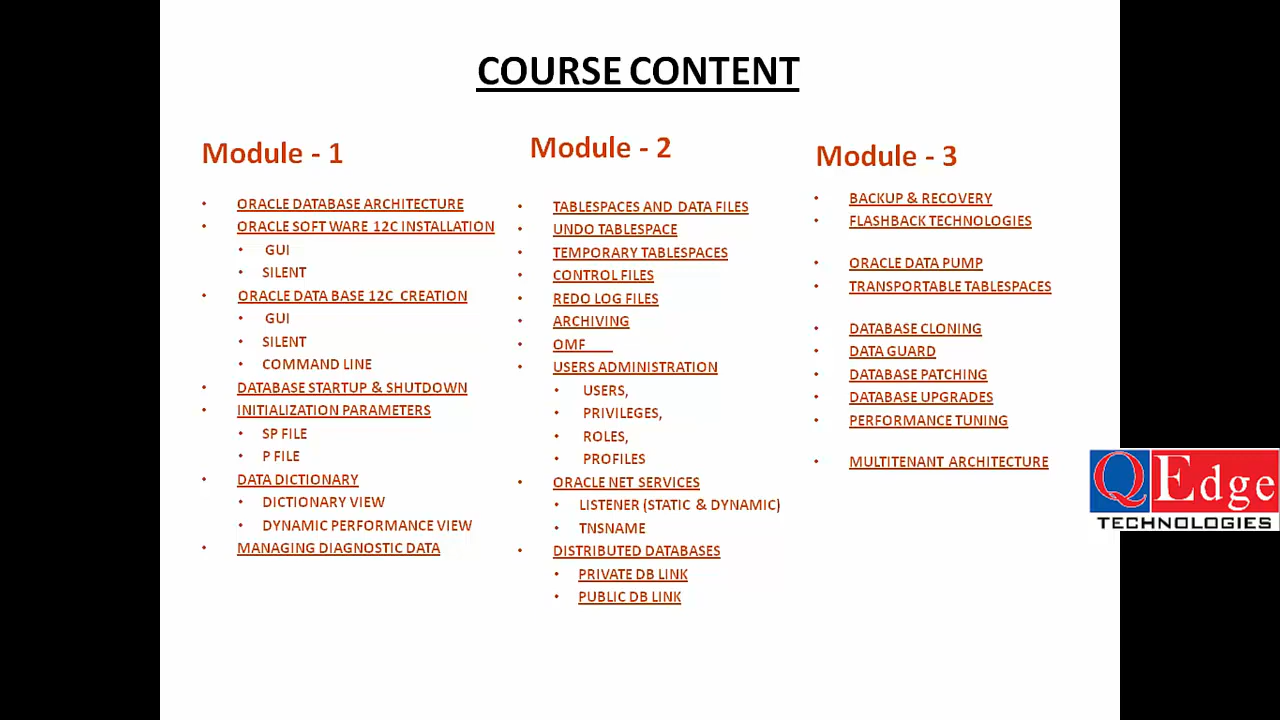 COURSE CONTENT
Module - 1
ORACLE DATABASE ARCHITECTURE
ORACLE SOFT WARE 12C INSTALLATION
GUI
SILENT
ORACLE DATA BASE 12C CREATION
GUI
SILENT
COMMAND LINE
DATABASE STARTUP & SHUTDOWN
INITIALIZATION PARAMETERS
SP FILE
P FILE
DATA DICTIONARY
DICTIONARY VIEW
DYNAMIC PERFORMANCE VIEW
MANAGING DIAGNOSTIC DATA
Module - 2
TABLESPACES AND DATA FILES
UNDO TABLESPACE
TEMPORARY TABLESPACES
CONTROL FILES
REDO LOG FILES
ARCHIVING
OMF
USERS ADMINISTRATION
USERS,
PRIVILEGES,
ROLES,
PROFILES
ORACLE NET SERVICES
LISTENER (STATIC & DYNAMIC)
TNSNAME
DISTRIBUTED DATABASES
PRIVATE DB LINK
PUBLIC DB LINK
Module - 3
BACKUP & RECOVERY
FLASHBACK TECHNOLOGIES
ORACLE DATA PUMP
TRANSPORTABLE TABLESPACES
DATABASE CLONING
DATA GUARD
DATABASE PATCHING
DATABASE UPGRADES
PERFORMANCE TUNING
MULTITENANT ARCHITECTURE
QEdge
TECHNOLOGIES